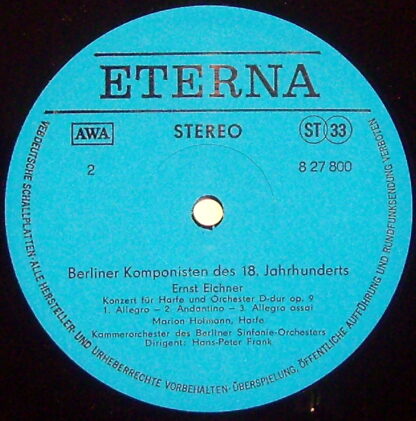 ETERNA
AWA
STEREO
ST 33
2
8 27 800
Berliner Komponisten des 18. Jahrhunderts
Ernst Eichner
Konzert für Harfe und Orchester D-dur op. 9
1. Allegro – 2. Andantino – 3. Allegro assai
Marion Hofmann, Harfe
Kammerorchester des Berliner Sinfonie-Orchesters
Dirigent: Hans-Peter Frank
VEB DEUTSCHE SCHALLPLATTEN · ALLE HERSTELLER- UND URHEBERRECHTE VORBEHALTEN · ÜBERSPIELUNG, ÖFFENTLICHE AUFFÜHRUNG UND RUNDFUNKSENDUNG VERBOTEN